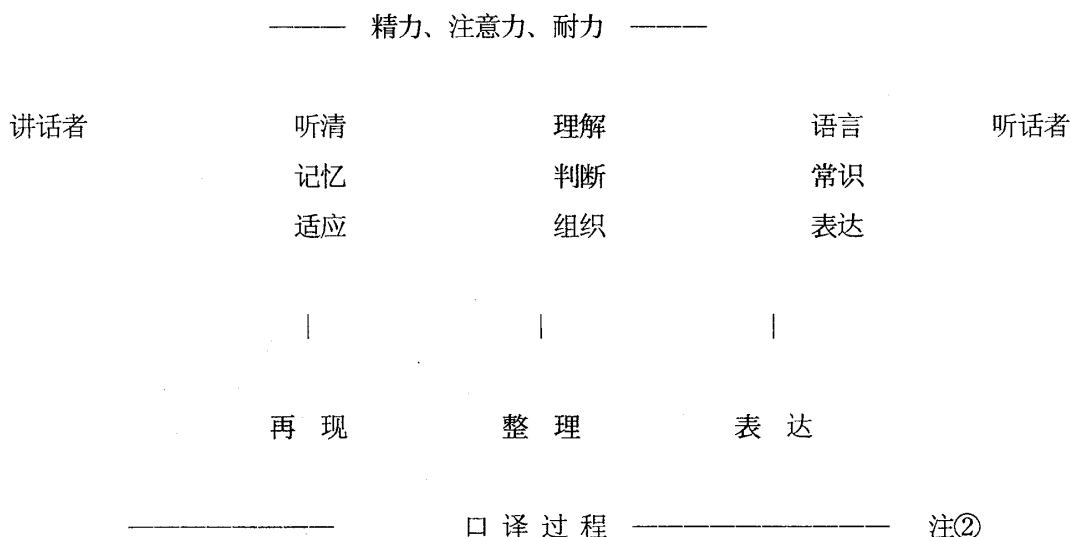 ——— 精力、注意力、耐力 ———
讲话者 听清 理解 语言 听话者
记忆 判断 常识
适应 组织 表达
| | |
再 现 整 理 表 达
———————— 口 译 过 程 —————————— 注②